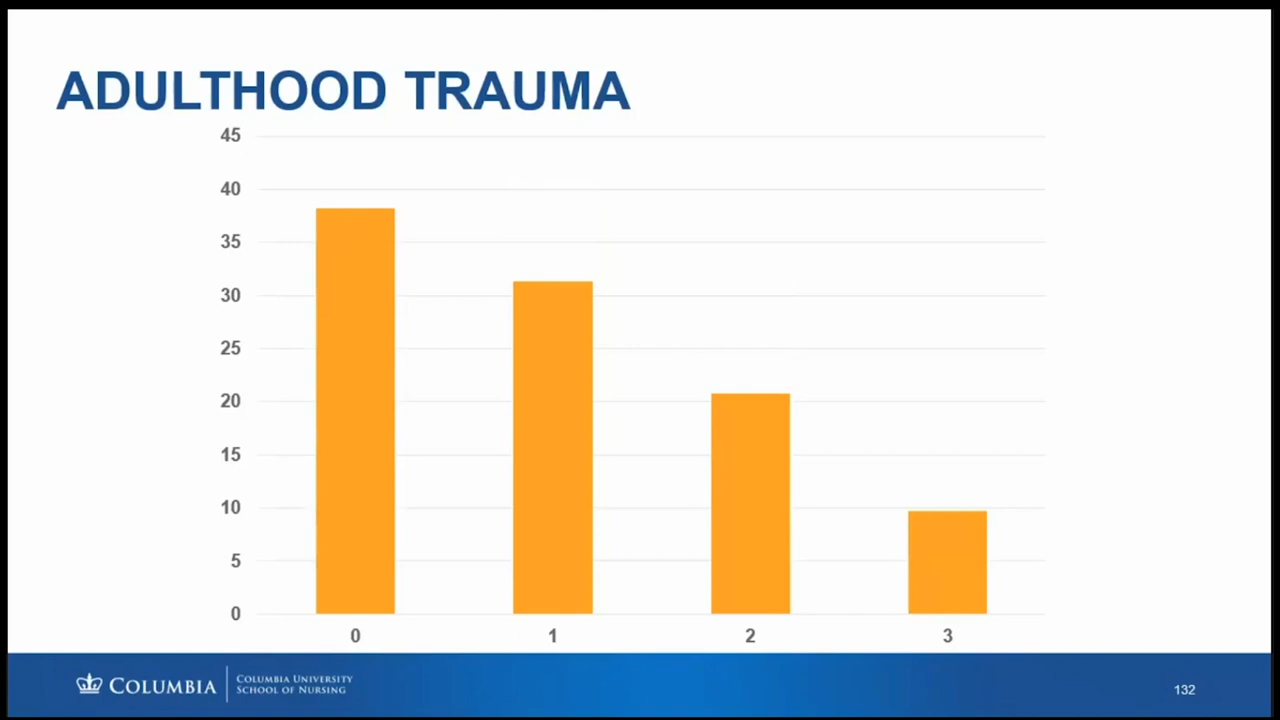 ADULTHOOD TRAUMA
45
40
35
30
25
20
15
10
5
0
0 1 2 3
COLUMBIA
COLUMBIA UNIVERSITY
SCHOOL OF NURSING
132